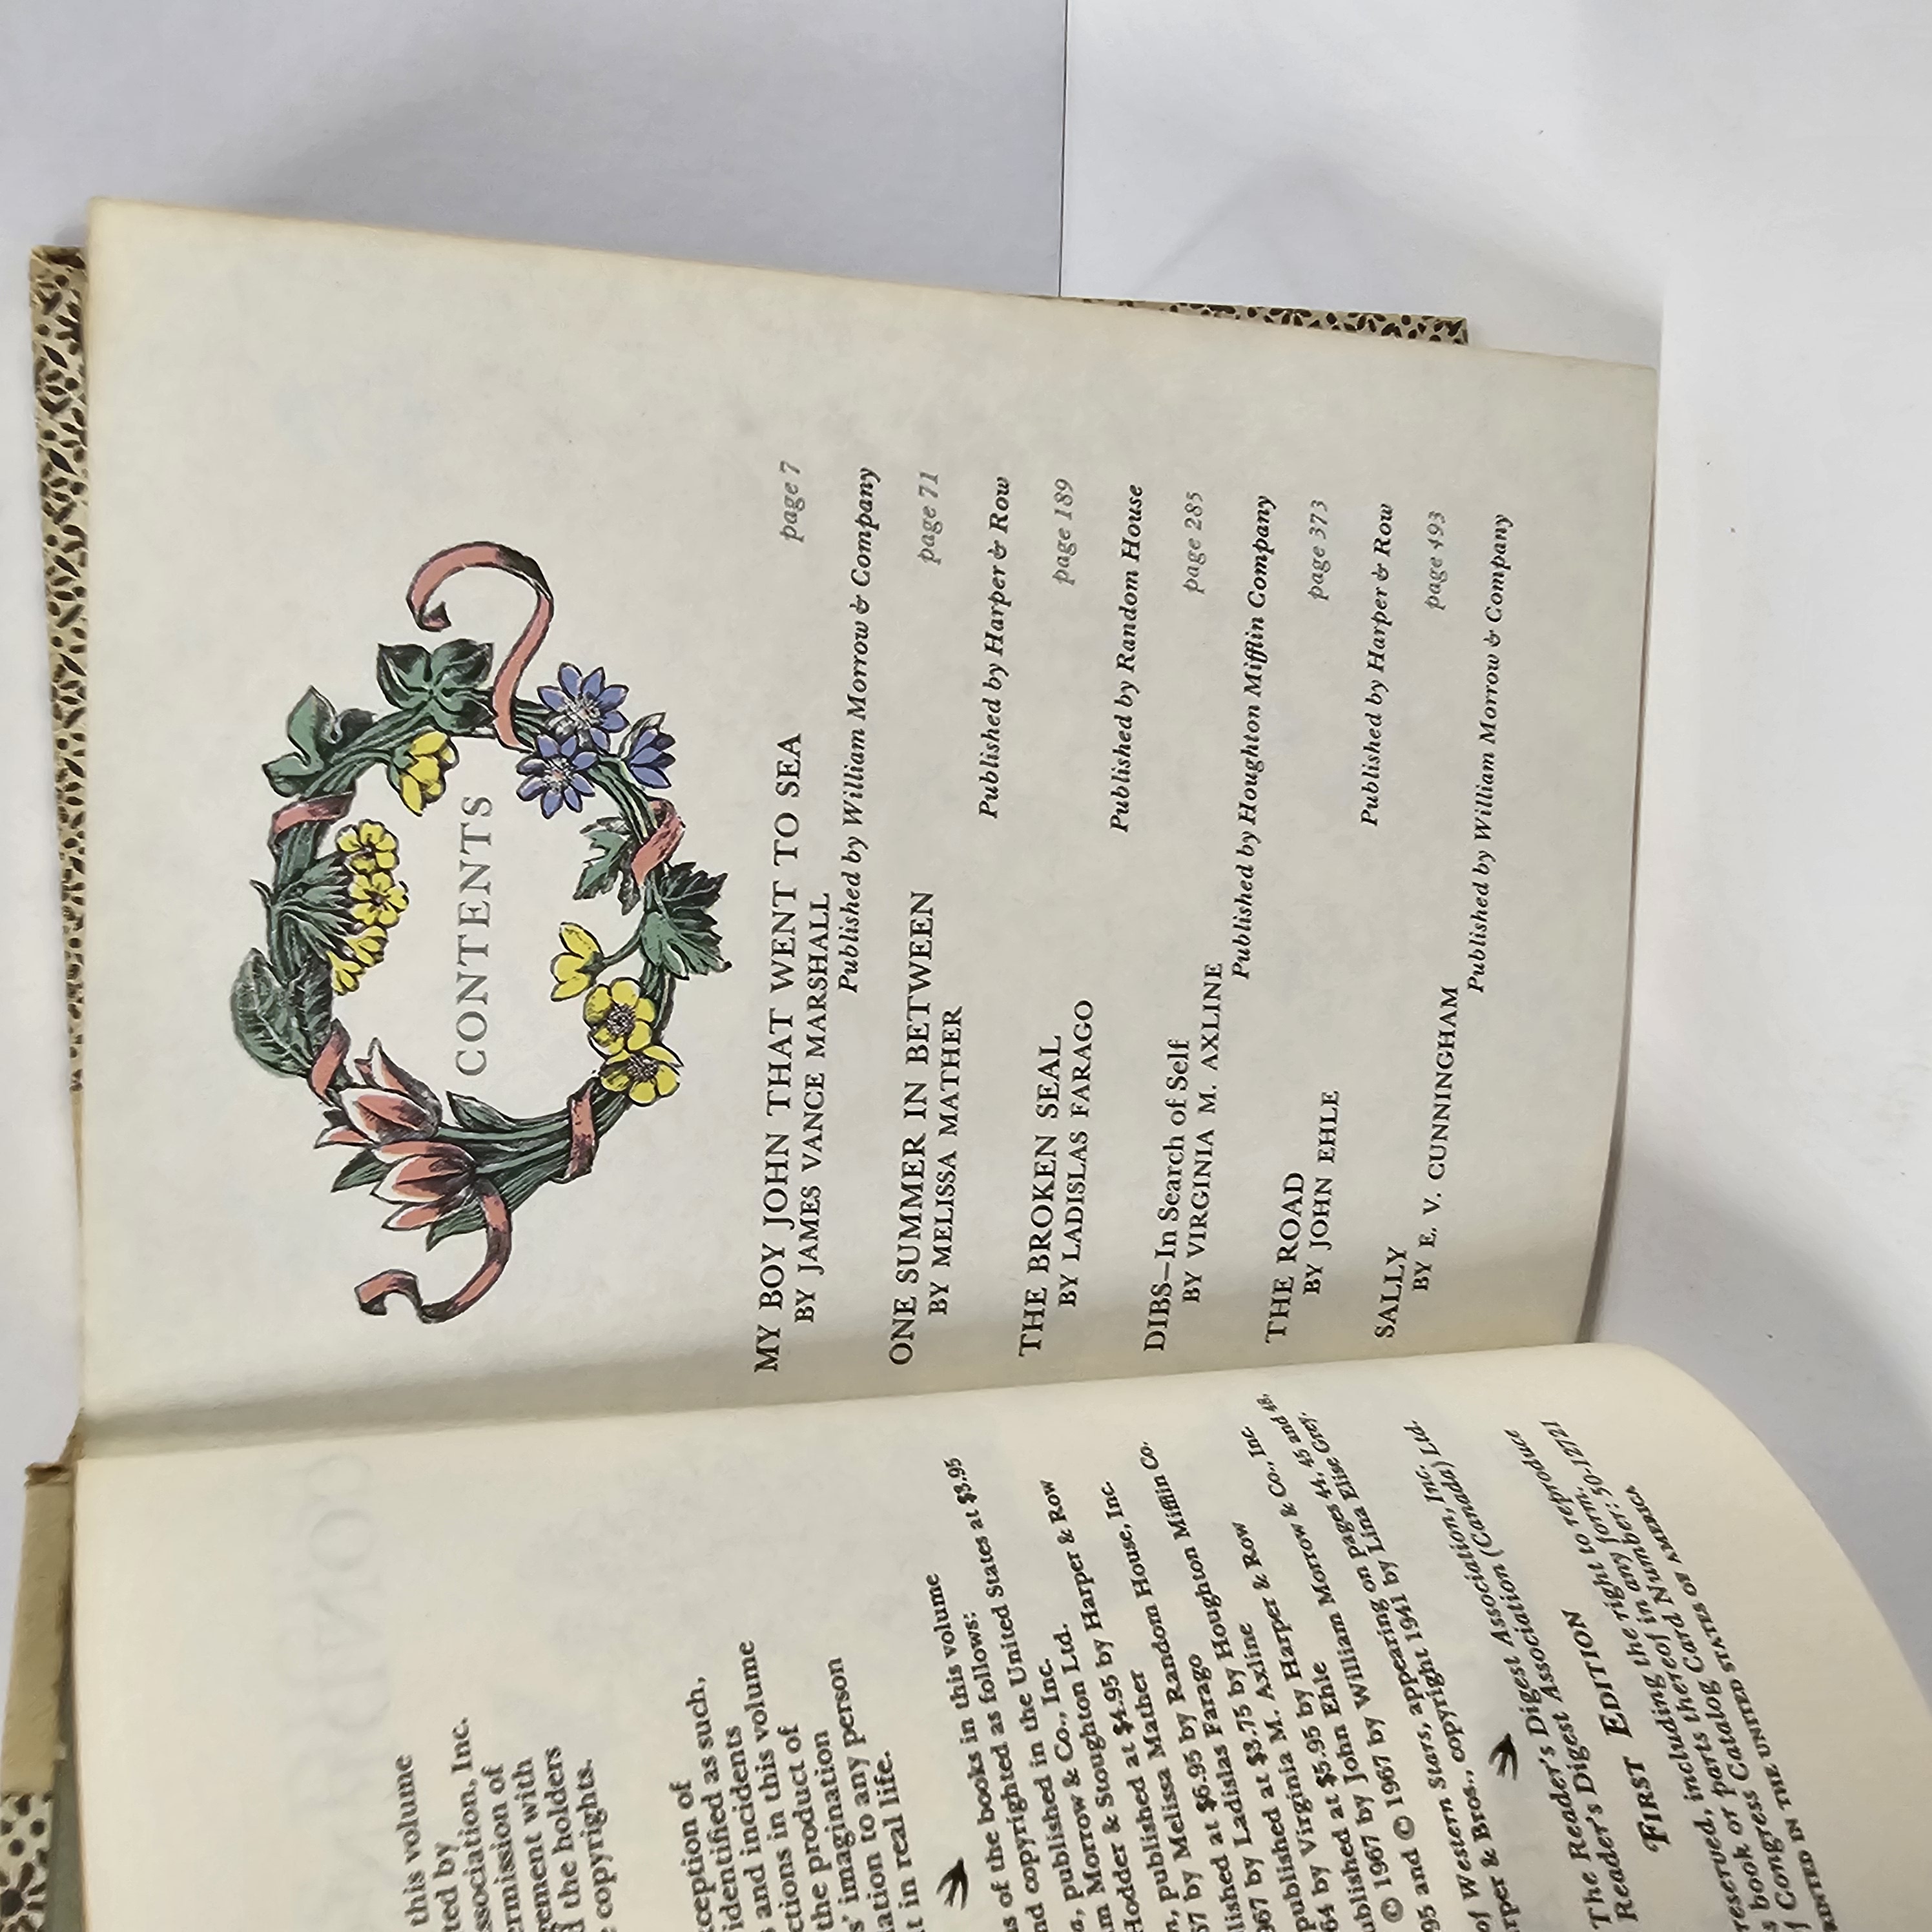 this volume
ted by
ssociation, Inc.
ermission of
gement with
d the holders
e copyrights.
xception of
identified as such,
s and incidents
ctions in this volume
the product of
s' imagination
lation to any person
t in real life.
ns of the books in this volume
nd copyrighted as follows:
a, published in the United States at $3.95
am Morrow & Co., Inc.
Hodder & Stoughton Ltd.
n, published at $4.95 by Harper & Row
67 by Melissa Mather
lished at $6.95 by Random House, Inc.
967 by Ladislas Farago
published at $3.75 by Houghton Mifflin Co.
64 by Virginia M. Axline
ublished at $5.95 by Harper & Row
© 1967 by John Ehle
95 and © 1967 by William Morrow & Co., Inc.
of Western Stars, appearing on pages 44, 45 and 48,
arper & Bros., copyright 1941 by Lina Elise Grey.
The Reader's Digest Association, Inc.
Reader's Digest Association (Canada) Ltd.
FIRST EDITION
reserved, including the right to reproduce
s book or parts thereof in any form.
f Congress Catalog Card Number: 50-12721
RINTED IN THE UNITED STATES OF AMERICA
CONTENTS
MY BOY JOHN THAT WENT TO SEA page 7
BY JAMES VANCE MARSHALL
Published by William Morrow & Company
ONE SUMMER IN BETWEEN page 71
BY MELISSA MATHER
Published by Harper & Row
THE BROKEN SEAL page 189
BY LADISLAS FARAGO
Published by Random House
DIBS—In Search of Self page 285
BY VIRGINIA M. AXLINE
Published by Houghton Mifflin Company
THE ROAD page 373
BY JOHN EHLE
Published by Harper & Row
SALLY page 493
BY E. V. CUNNINGHAM
Published by William Morrow & Company